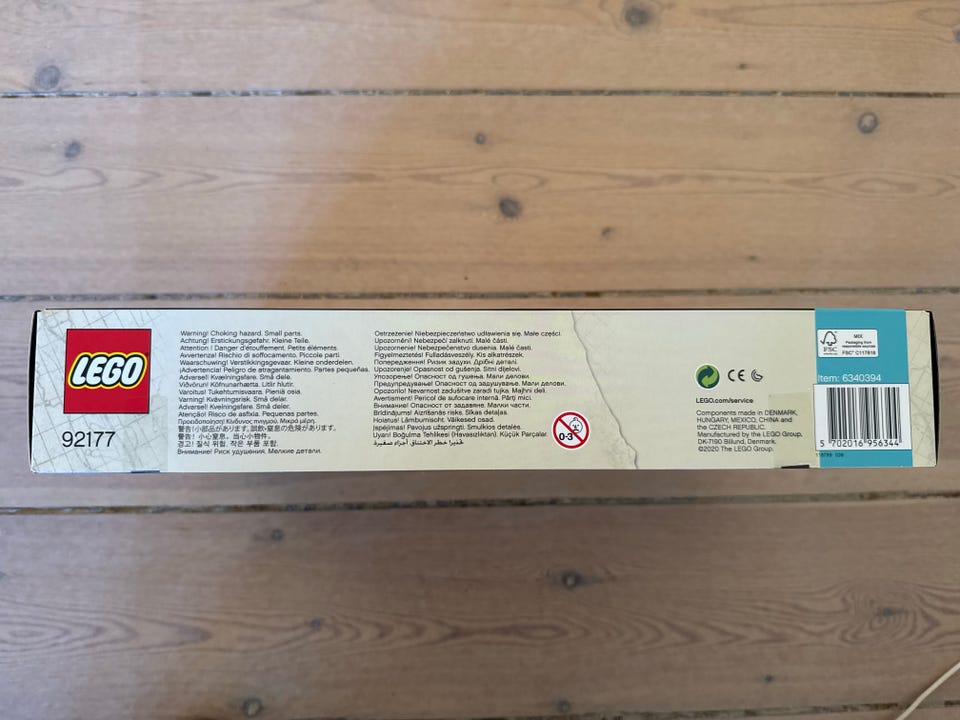 LEGO
92177
Warning! Choking hazard. Small parts.
Achtung! Erstickungsgefahr. Kleine Teile.
Attention ! Danger d'étouffement. Petits éléments.
Avvertenza! Rischio di soffocamento. Piccole parti.
Waarschuwing! Verstikkingsgevaar. Kleine onderdelen.
¡Advertencia! Peligro de atragantamiento. Partes pequeñas.
Advarsel! Kvælningsfare. Små dele.
Viðvörun! Köfnunarhætta. Litlir hlutir.
Varoitus! Tukehtumisvaara. Pieniä osia.
Varning! Kvävningsrisk. Små delar.
Advarsel! Kvelningsfare. Små deler.
Atenção! Risco de asfixia. Pequenas partes.
Προειδοποίηση! Κίνδυνος πνιγμού. Μικρά μέρη.
警告!小部品があります。誤飲・窒息の危険があります。
警告!小心窒息。当心小物件。
경고! 질식 위험. 작은 부품 포함.
Внимание! Риск удушения. Мелкие детали.
Ostrzeżenie! Niebezpieczeństwo udławienia się. Małe części.
Upozornění! Nebezpečí zalknutí. Malé části.
Upozornenie! Nebezpečenstvo dusenia. Malé časti.
Попередження! Ризик задухи. Дрібні деталі.
Figyelmeztetés! Fulladásveszély. Kis alkatrészek.
Upozorenje! Opasnost od gušenja. Sitni dijelovi.
Упозорење! Опасност од гушења. Мали делови.
Предупредување! Опасност од задушување. Мали делови.
Opozorilo! Nevarnost zadušitve zaradi tujka. Majhni deli.
Avertisment! Pericol de sufocare internă. Părți mici.
Внимание! Опасност от задавяне. Малки части.
Brīdinājums! Aizrīšanās risks. Sīkas detaļas.
Hoiatus! Lämbumisoht. Väikesed osad.
Įspėjimas! Pavojus užspringti. Smulkios detalės.
Uyarı! Boğulma Tehlikesi (Havasızlıktan). Küçük Parçalar.
تحذير! خطر الاختناق. أجزاء صغيرة
0-3
CE
LEGO.com/service
Components made in DENMARK,
HUNGARY, MEXICO, CHINA and
the CZECH REPUBLIC.
Manufactured by the LEGO Group,
DK-7190 Billund, Denmark.
©2020 The LEGO Group.
FSC
MIX
Packaging from
responsible sources
FSC® C117818
Item: 6340394
5 702016 956344